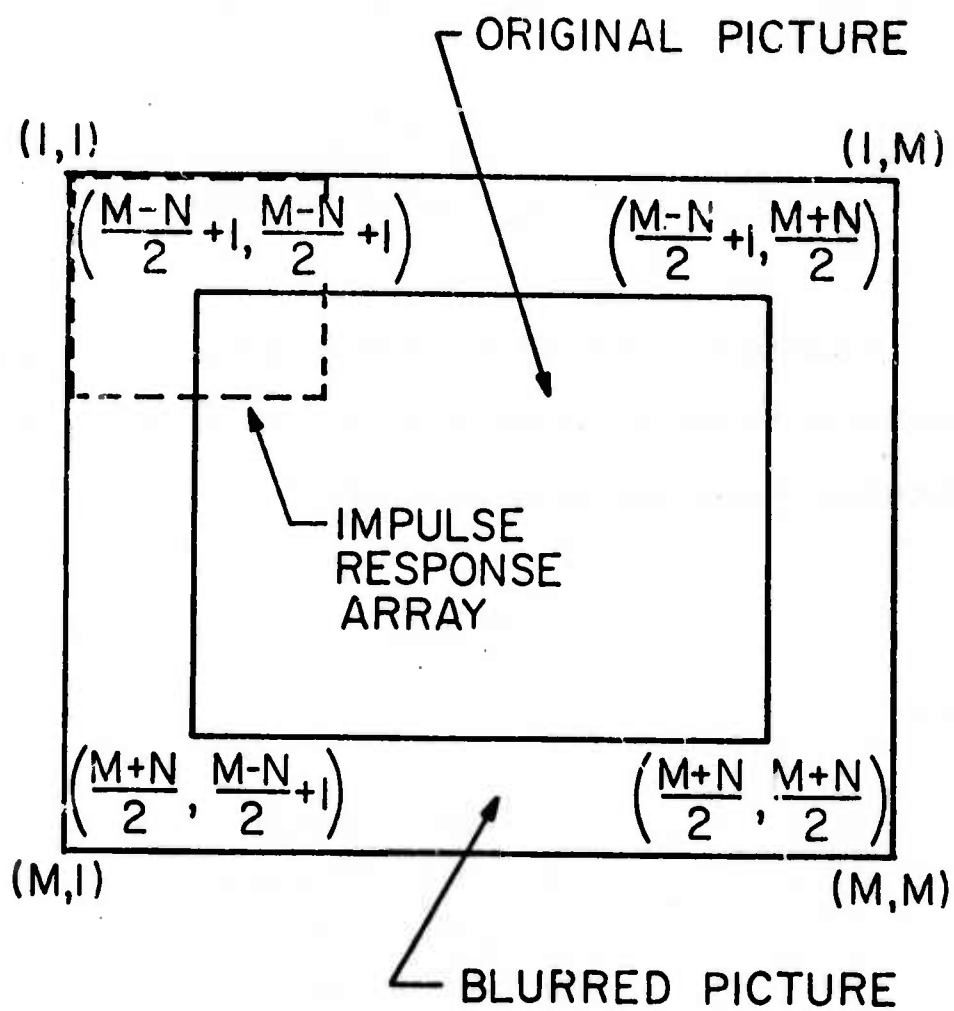 ORIGINAL PICTURE
(1,1)
(1,M)
(M-N/2 +1, M-N/2 +1)
(M-N/2 +1, M+N/2)
IMPULSE
RESPONSE
ARRAY
(M+N/2, M-N/2 +1)
(M+N/2, M+N/2)
(M,1)
(M,M)
BLURRED PICTURE